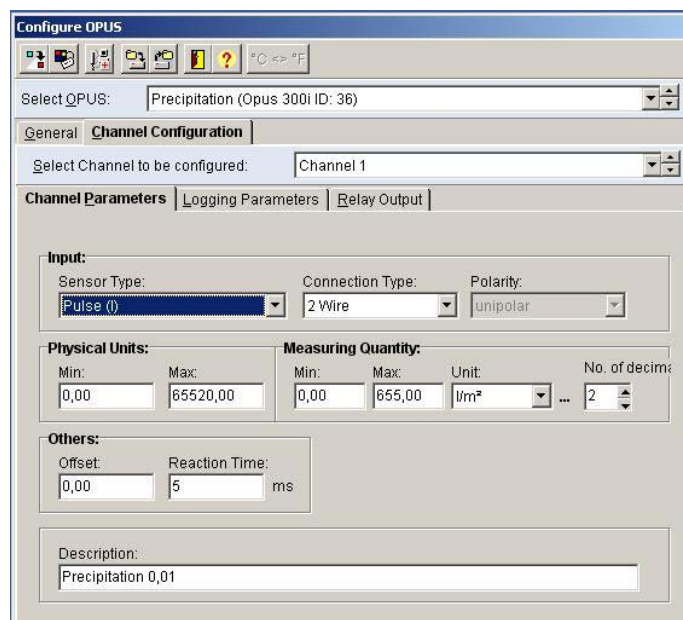 Configure OPUS
°C <> °F
Select OPUS: Precipitation (Opus 300i ID: 36)
General Channel Configuration
Select Channel to be configured: Channel 1
Channel Parameters Logging Parameters Relay Output
Input:
Sensor Type: Connection Type: Polarity:
Pulse (I) 2 Wire unipolar
Physical Units: Measuring Quantity:
Min: Max: Min: Max: Unit: No. of decima
0,00 65520,00 0,00 655,00 l/m² ... 2
Others:
Offset: Reaction Time:
0,00 5 ms
Description:
Precipitation 0,01